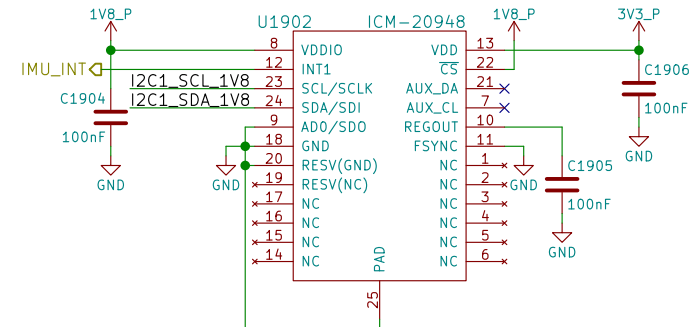 1V8_P 1V8_P 3V3_P
U1902 ICM-20948
8 VDDIO VDD 13
IMU_INT 12 INT1 CS 22
I2C1_SCL_1V8 23 SCL/SCLK AUX_DA 21
I2C1_SDA_1V8 24 SDA/SDI AUX_CL 7
9 AD0/SDO REGOUT 10
18 GND FSYNC 11
20 RESV(GND) NC 1
19 RESV(NC) NC 2
17 NC NC 3
16 NC NC 4
15 NC NC 5
14 NC NC 6
PAD
25
C1904
100nF
GND
GND
C1906
100nF
GND
GND
C1905
100nF
GND